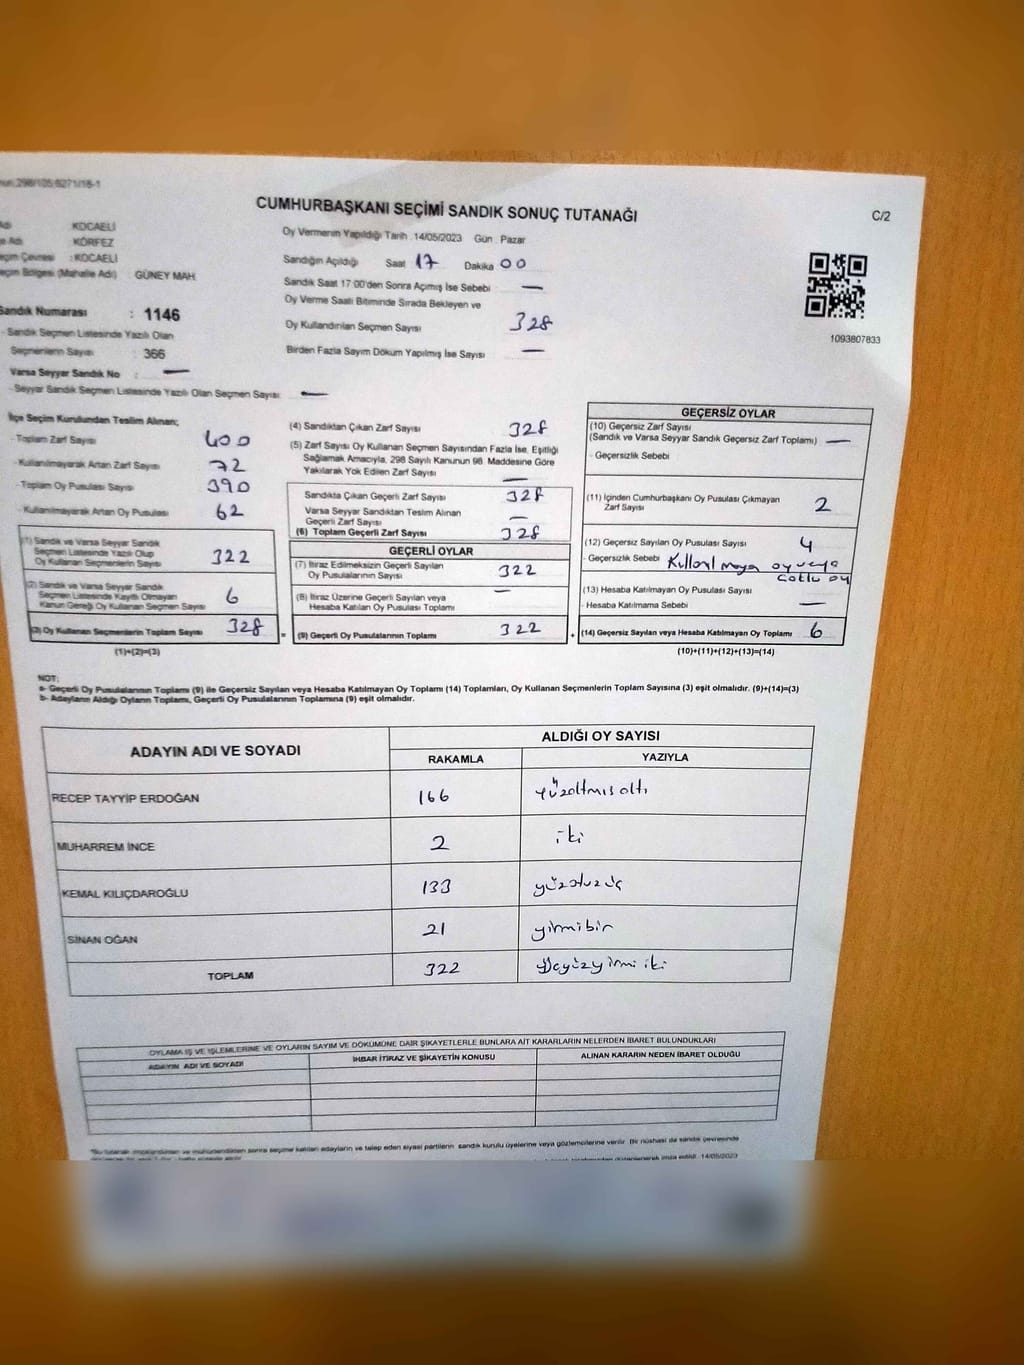 298/105;6271/18-1
CUMHURBAŞKANI SEÇİMİ SANDIK SONUÇ TUTANAĞI
C/2
KOCAELİ
KÖRFEZ
: KOCAELİ
(Mahalle Adı) : GÜNEY MAH.
Sandık Numarası : 1146
- Sandık Seçmen Listesinde Yazılı Olan
Seçmenlerin Sayısı : 366
Varsa Seyyar Sandık No : —
- Seyyar Sandık Seçmen Listesinde Yazılı Olan Seçmen Sayısı: —
Oy Vermenin Yapıldığı Tarih :14/05/2023 Gün : Pazar
Sandığın Açıldığı Saat 17 Dakika 00
Sandık Saat 17:00'den Sonra Açılmış İse Sebebi —
Oy Verme Saati Bitiminde Sırada Bekleyen ve
Oy Kullandırılan Seçmen Sayısı 328
Birden Fazla Sayım Döküm Yapılmış İse Sayısı —
1093807833
İlçe Seçim Kurulundan Teslim Alınan;
- Toplam Zarf Sayısı 400
- Kullanılmayarak Artan Zarf Sayısı 72
- Toplam Oy Pusulası Sayısı 390
- Kullanılmayarak Artan Oy Pusulası 62
(1) Sandık ve Varsa Seyyar Sandık
Seçmen Listesinde Yazılı Olup
Oy Kullanan Seçmenlerin Sayısı 322
(2) Sandık ve Varsa Seyyar Sandık
Seçmen Listesinde Kayıtlı Olmayan
Kanun Gereği Oy Kullanan Seçmen Sayısı 6
(3) Oy Kullanan Seçmenlerin Toplam Sayısı 328
(1)+(2)=(3)
(4) Sandıktan Çıkan Zarf Sayısı 328
(5) Zarf Sayısı Oy Kullanan Seçmen Sayısından Fazla İse, Eşitliği
Sağlamak Amacıyla, 298 Sayılı Kanunun 98. Maddesine Göre
Yakılarak Yok Edilen Zarf Sayısı —
Sandıkta Çıkan Geçerli Zarf Sayısı 328
Varsa Seyyar Sandıktan Teslim Alınan
Geçerli Zarf Sayısı —
(6) Toplam Geçerli Zarf Sayısı 328
GEÇERLİ OYLAR
(7) İtiraz Edilmeksizin Geçerli Sayılan
Oy Pusulalarının Sayısı 322
(8) İtiraz Üzerine Geçerli Sayılan veya
Hesaba Katılan Oy Pusulası Toplamı —
= (9) Geçerli Oy Pusulalarının Toplamı 322
GEÇERSİZ OYLAR
(10) Geçersiz Zarf Sayısı
(Sandık ve Varsa Seyyar Sandık Geçersiz Zarf Toplamı) —
- Geçersizlik Sebebi
(11) İçinden Cumhurbaşkanı Oy Pusulası Çıkmayan
Zarf Sayısı 2
(12) Geçersiz Sayılan Oy Pusulası Sayısı 4
- Geçersizlik Sebebi oy veya
oy
(13) Hesaba Katılmayan Oy Pusulası Sayısı
- Hesaba Katılmama Sebebi —
+ (14) Geçersiz Sayılan veya Hesaba Katılmayan Oy Toplamı 6
(10)+(11)+(12)+(13)=(14)
NOT:
a- Geçerli Oy Pusulalarının Toplamı (9) ile Geçersiz Sayılan veya Hesaba Katılmayan Oy Toplamı (14) Toplamları, Oy Kullanan Seçmenlerin Toplam Sayısına (3) eşit olmalıdır. (9)+(14)=(3)
b- Adayların Aldığı Oyların Toplamı, Geçerli Oy Pusulalarının Toplamına (9) eşit olmalıdır.
ADAYIN ADI VE SOYADI ALDIĞI OY SAYISI
RAKAMLA YAZIYLA
RECEP TAYYİP ERDOĞAN 166 yüzaltmışaltı
MUHARREM İNCE 2 iki
KEMAL KILIÇDAROĞLU 133 yüzotuzüç
SİNAN OĞAN 21 yirmibir
TOPLAM 322 üçyüzyirmi iki
OYLAMA İŞ VE İŞLEMLERİNE VE OYLARIN SAYIM VE DÖKÜMÜNE DAİR ŞİKAYETLERLE BUNLARA AİT KARARLARIN NELERDEN İBARET BULUNDUKLARI
ADAYIN ADI VE SOYADI İHBAR İTİRAZ VE ŞİKAYETİN KONUSU ALINAN KARARIN NEDEN İBARET OLDUĞU
sonra seçime katılan adayların ve talep eden siyasi partilerin sandık kurulu üyelerine veya gözlemcilerine verilir. Bir nüshası da sandık çevresinde
14/05/2023